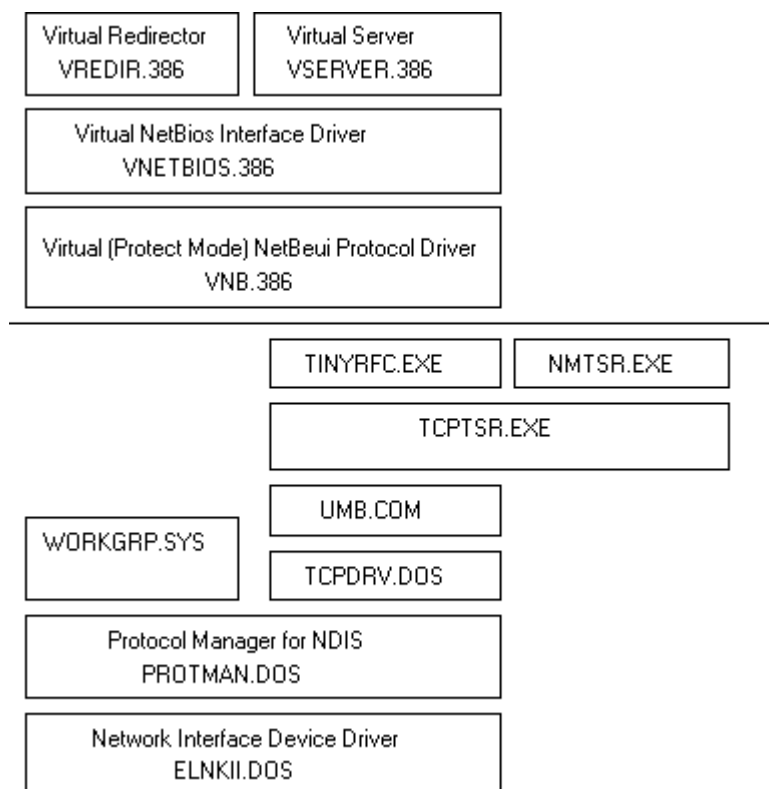 Virtual Redirector
VREDIR.386
Virtual Server
VSERVER.386
Virtual NetBios Interface Driver
VNETBIOS.386
Virtual (Protect Mode) NetBeui Protocol Driver
VNB.386
TINYRFC.EXE
NMTSR.EXE
TCPTSR.EXE
UMB.COM
WORKGRP.SYS
TCPDRV.DOS
Protocol Manager for NDIS
PROTMAN.DOS
Network Interface Device Driver
ELNKII.DOS